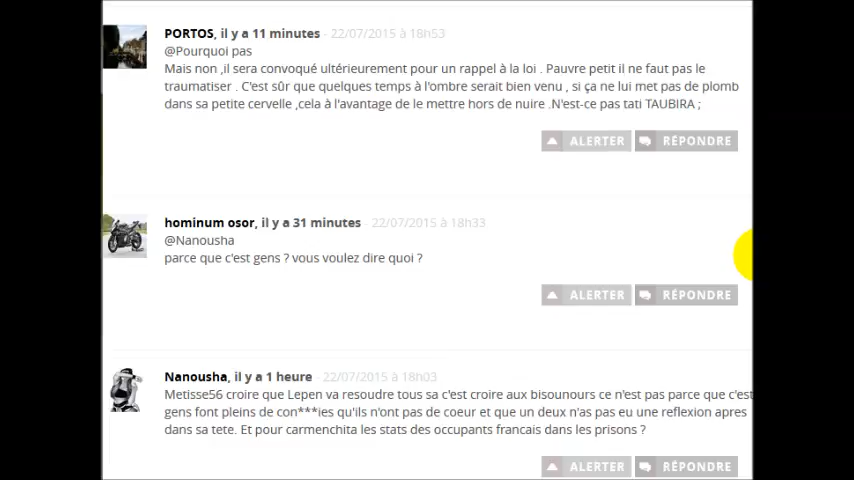 PORTOS, il y a 11 minutes - 22/07/2015 à 18h53
@Pourquoi pas
Mais non ,il sera convoqué ultérieurement pour un rappel à la loi . Pauvre petit il ne faut pas le
traumatiser . C'est sûr que quelques temps à l'ombre serait bien venu , si ça ne lui met pas de plomb
dans sa petite cervelle ,cela à l'avantage de le mettre hors de nuire .N'est-ce pas tati TAUBIRA ;
ALERTER RÉPONDRE
hominum osor, il y a 31 minutes - 22/07/2015 à 18h33
@Nanousha
parce que c'est gens ? vous voulez dire quoi ?
ALERTER RÉPONDRE
Nanousha, il y a 1 heure - 22/07/2015 à 18h03
Metisse56 croire que Lepen va resoudre tous sa c'est croire aux bisounours ce n'est pas parce que c'est
gens font pleins de con***ies qu'ils n'ont pas de coeur et que un deux n'as pas eu une reflexion apres
dans sa tete. Et pour carmenchita les stats des occupants francais dans les prisons ?
ALERTER RÉPONDRE